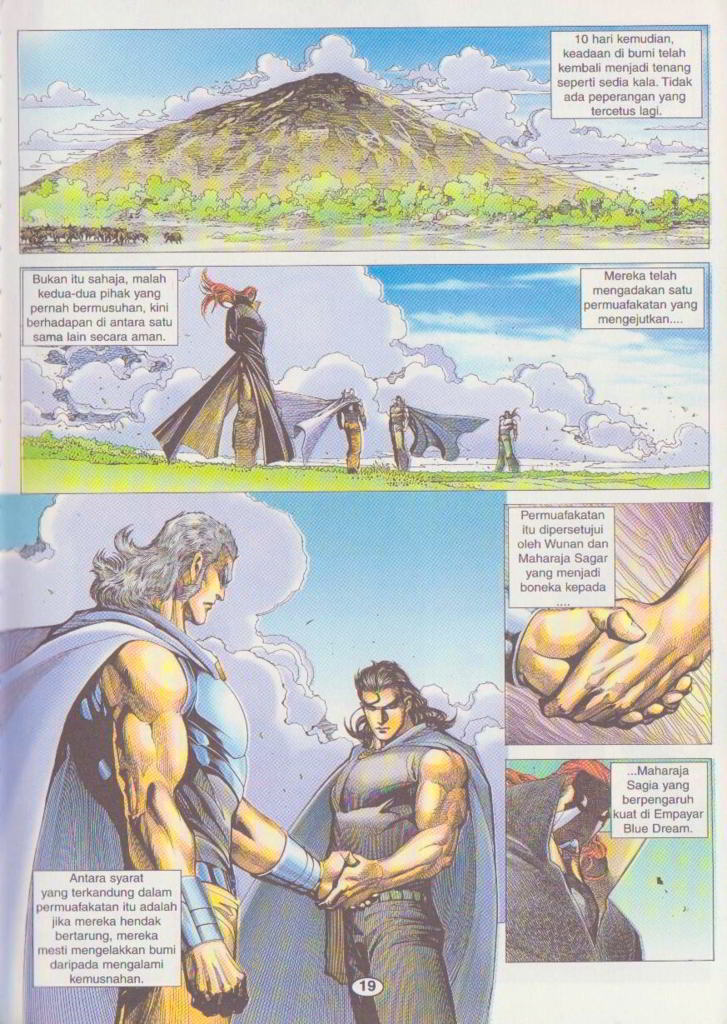 10 hari kemudian,
keadaan di bumi telah
kembali menjadi tenang
seperti sedia kala. Tidak
ada peperangan yang
tercetus lagi.
Bukan itu sahaja, malah
kedua-dua pihak yang
pernah bermusuhan, kini
berhadapan di antara satu
sama lain secara aman.
Mereka telah
mengadakan satu
permuafakatan yang
mengejutkan....
Permuafakatan
itu dipersetujui
oleh Wunan dan
Maharaja Sagar
yang menjadi
boneka kepada
....
...Maharaja
Sagia yang
berpengaruh
kuat di Empayar
Blue Dream.
Antara syarat
yang terkandung dalam
permuafakatan itu adalah
jika mereka hendak
bertarung, mereka
mesti mengelakkan bumi
daripada mengalami
kemusnahan.
19